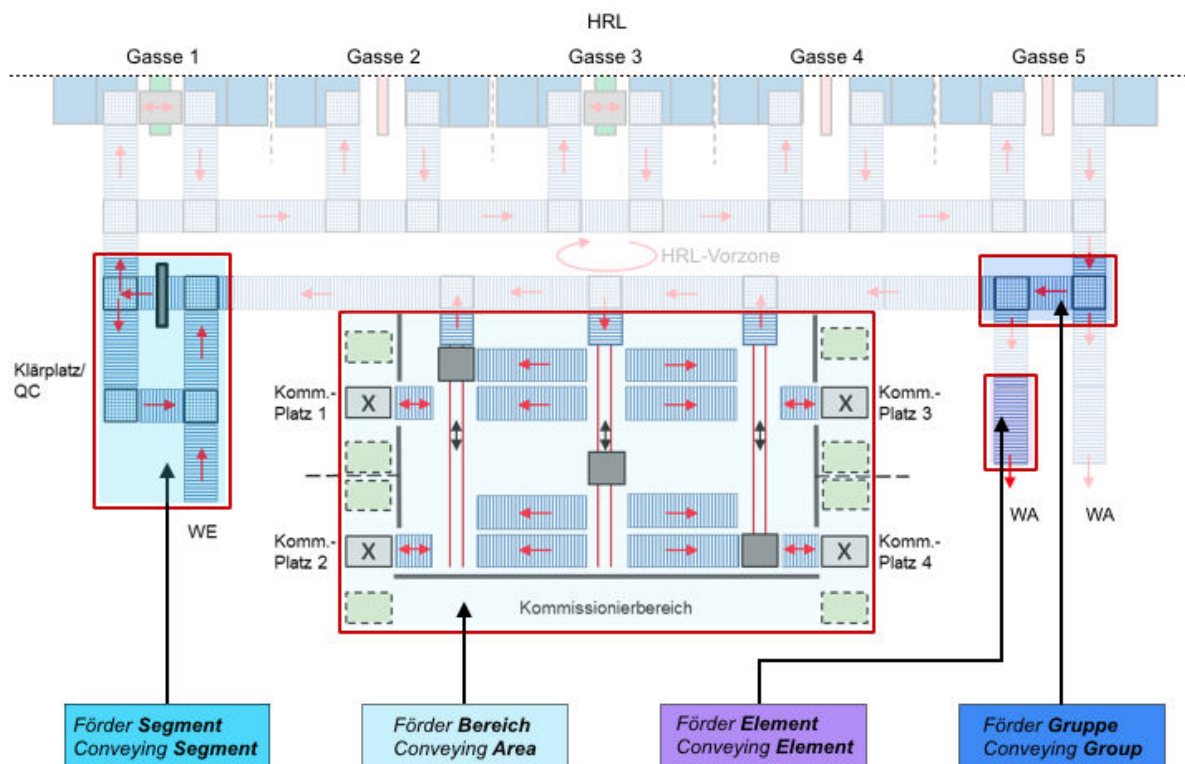 HRL
Gasse 1
Gasse 2
Gasse 3
Gasse 4
Gasse 5
HRL-Vorzone
Klärplatz/
QC
WE
Komm.-
Platz 1
X
Komm.-
Platz 3
X
Komm.-
Platz 2
X
Komm.-
Platz 4
X
WA
WA
Kommissionierbereich
Förder Segment
Conveying Segment
Förder Bereich
Conveying Area
Förder Element
Conveying Element
Förder Gruppe
Conveying Group